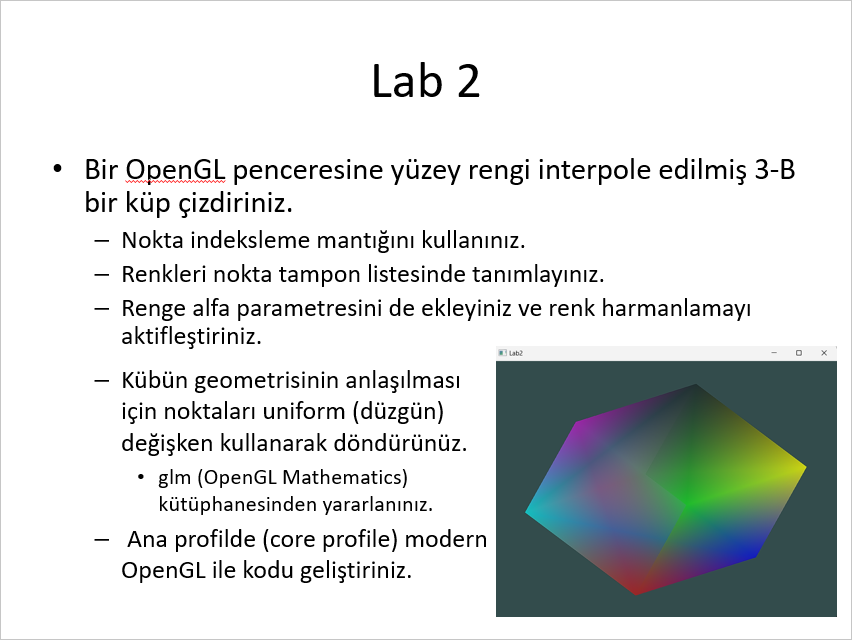 Lab 2
• Bir OpenGL penceresine yüzey rengi interpole edilmiş 3-B
bir küp çizdiriniz.
– Nokta indeksleme mantığını kullanınız.
– Renkleri nokta tampon listesinde tanımlayınız.
– Renge alfa parametresini de ekleyiniz ve renk harmanlamayı
aktifleştiriniz.
– Kübün geometrisinin anlaşılması
için noktaları uniform (düzgün)
değişken kullanarak döndürünüz.
• glm (OpenGL Mathematics)
kütüphanesinden yararlanınız.
– Ana profilde (core profile) modern
OpenGL ile kodu geliştiriniz.
Lab2